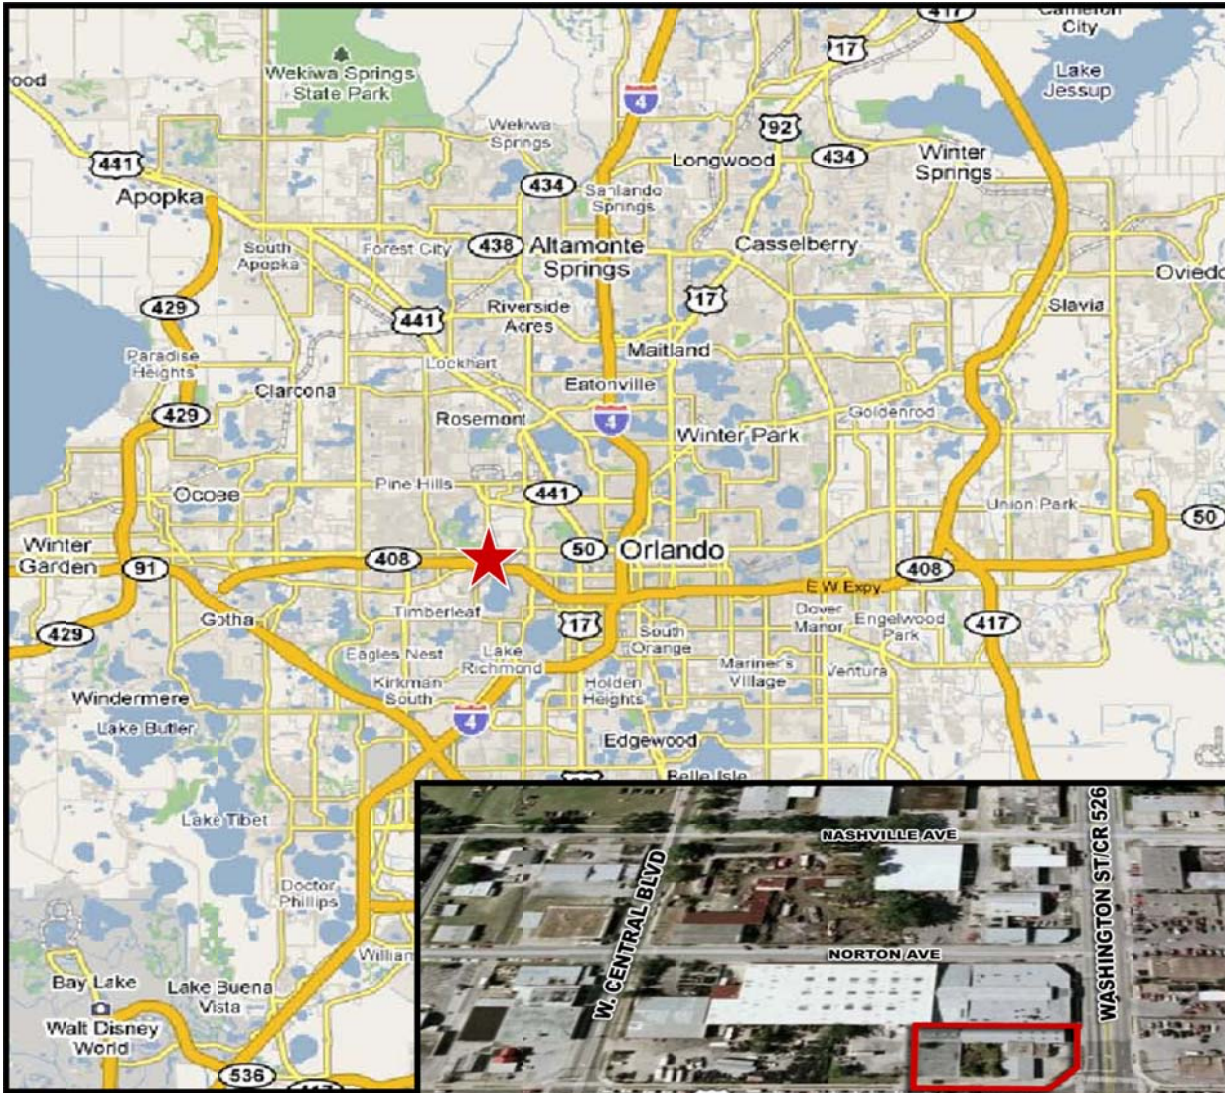 417
Cameron
City
17
Lake
Jessup
ood
Wekiwa Springs
State Park
4
92
Wekiwa
Springs
Longwood
434
Winter
Springs
441
Apopka
434
Sanlando
Springs
South
Apopka
Forest City
438
Altamonte
Springs
Casselberry
Oviedo
429
441
Riverside
Acres
17
Slavia
Paradise
Heights
Lockhart
Maitland
Clarcona
Eatonville
429
Rosemont
4
Goldenrod
Winter Park
Ocoee
Pine Hills
441
Union Park
50
Winter
Garden
91
408
50
Orlando
408
E W Expy
Gotha
Timberleaf
17
Dover
Manor
Engelwood
Park
417
429
Eagles Nest
Lake
Richmond
South
Orange
Kirkman
South
Holden
Heights
Mariner's
Village
Ventura
Windermere
Lake Butler
4
Edgewood
Belle Isle
Lake Tibet
Doctor
Phillips
William
Bay Lake
Lake Buena
Vista
Walt Disney
World
536
417
NASHVILLE AVE
W. CENTRAL BLVD
NORTON AVE
WASHINGTON ST/CR 526